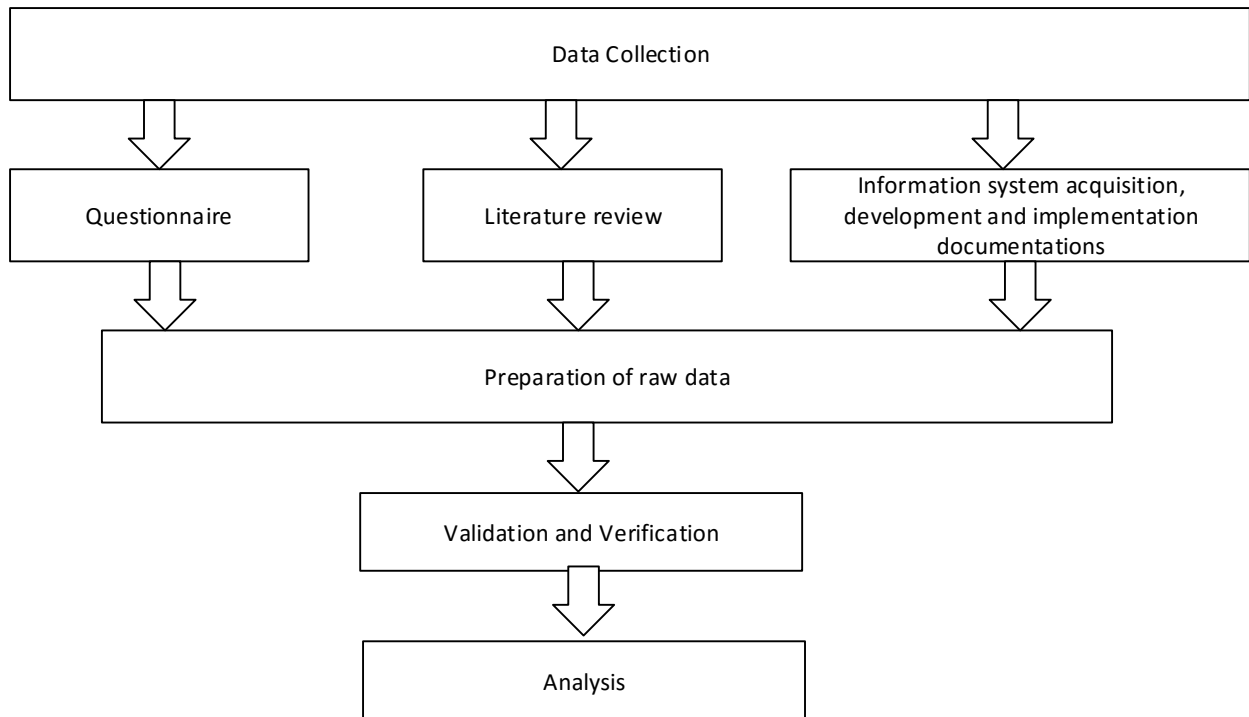 Data Collection
Questionnaire
Literature review
Information system acquisition,
development and implementation
documentations
Preparation of raw data
Validation and Verification
Analysis